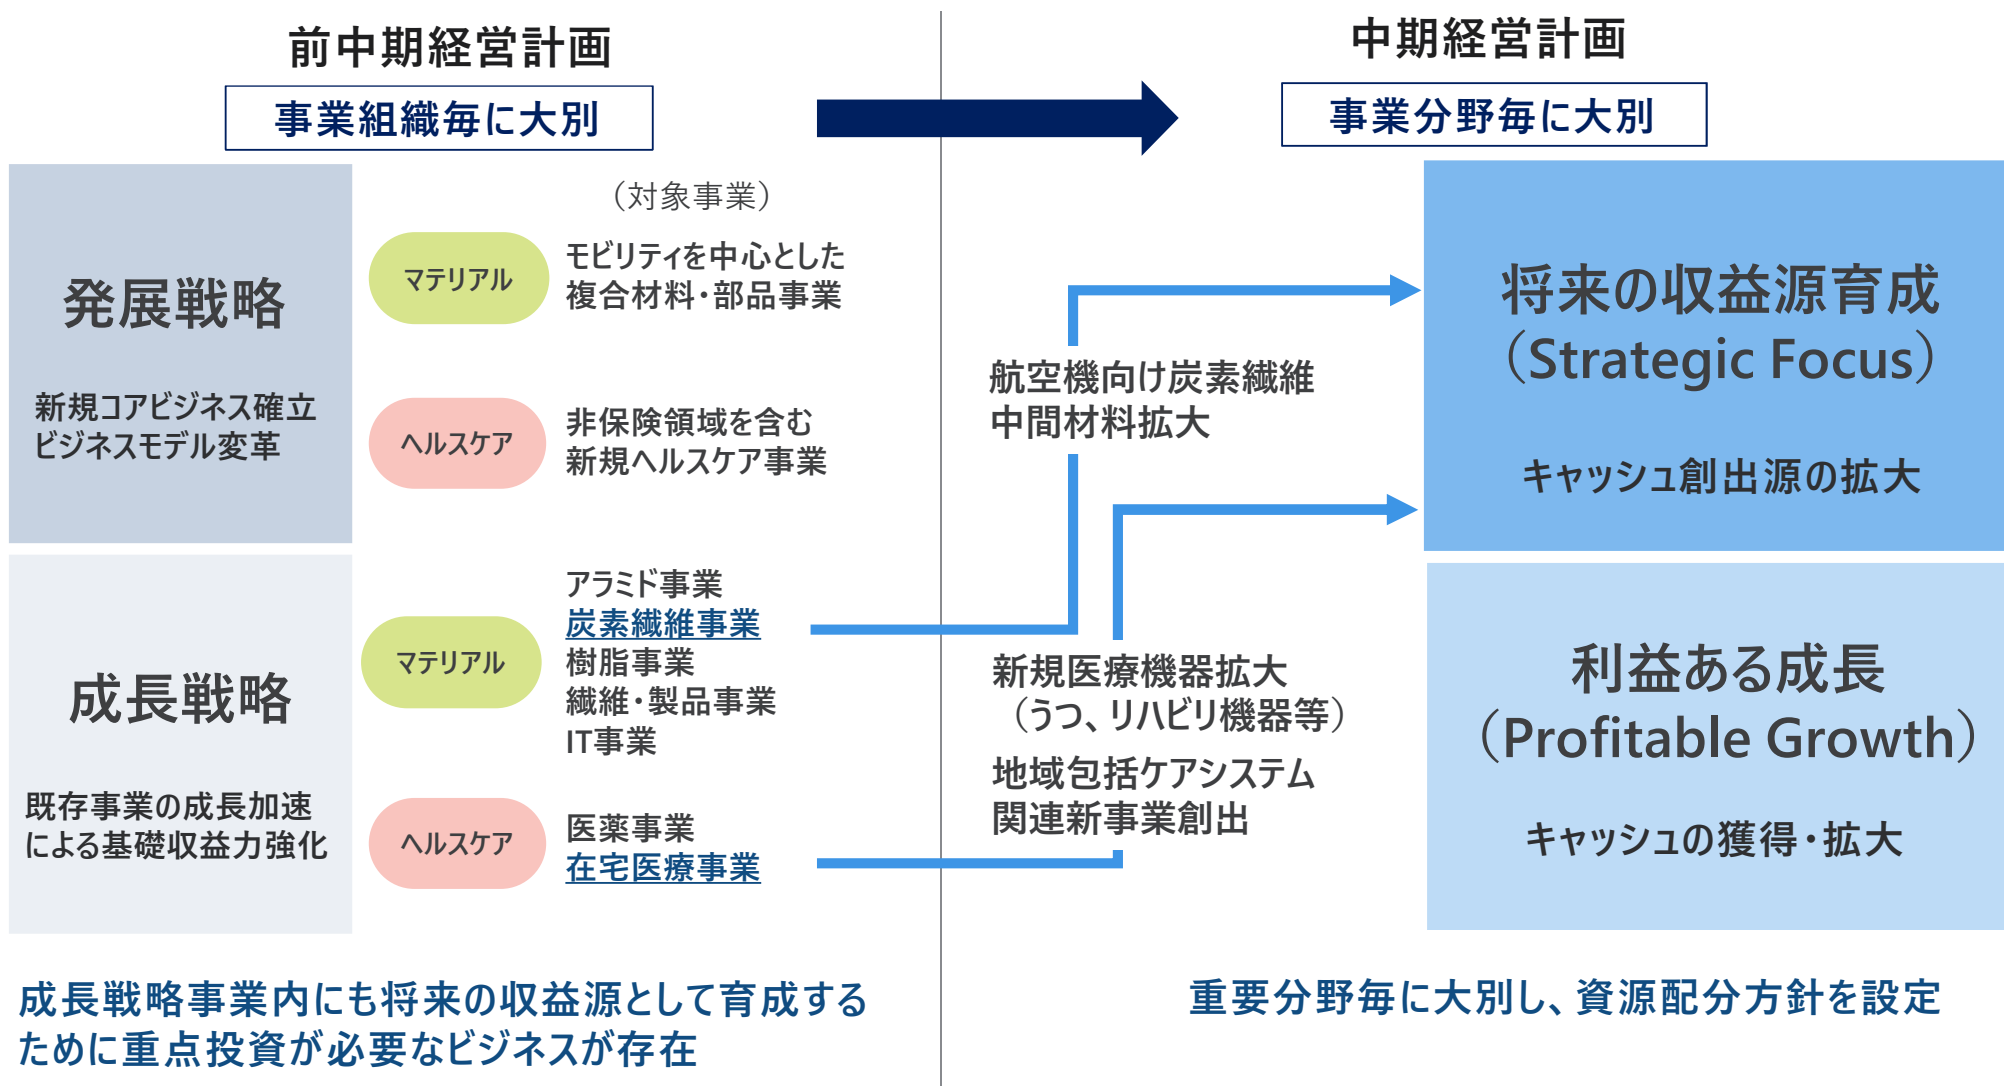 前中期経営計画
事業組織毎に大別
発展戦略
新規コアビジネス確立
ビジネスモデル変革
（対象事業）
マテリアル
モビリティを中心とした
複合材料・部品事業
ヘルスケア
非保険領域を含む
新規ヘルスケア事業
成長戦略
既存事業の成長加速
による基礎収益力強化
マテリアル
アラミド事業
炭素繊維事業
樹脂事業
繊維・製品事業
IT事業
ヘルスケア
医薬事業
在宅医療事業
成長戦略事業内にも将来の収益源として育成する
ために重点投資が必要なビジネスが存在
中期経営計画
事業分野毎に大別
航空機向け炭素繊維
中間材料拡大
新規医療機器拡大
（うつ、リハビリ機器等）
地域包括ケアシステム
関連新事業創出
将来の収益源育成
（Strategic Focus）
キャッシュ創出源の拡大
利益ある成長
（Profitable Growth）
キャッシュの獲得・拡大
重要分野毎に大別し、資源配分方針を設定